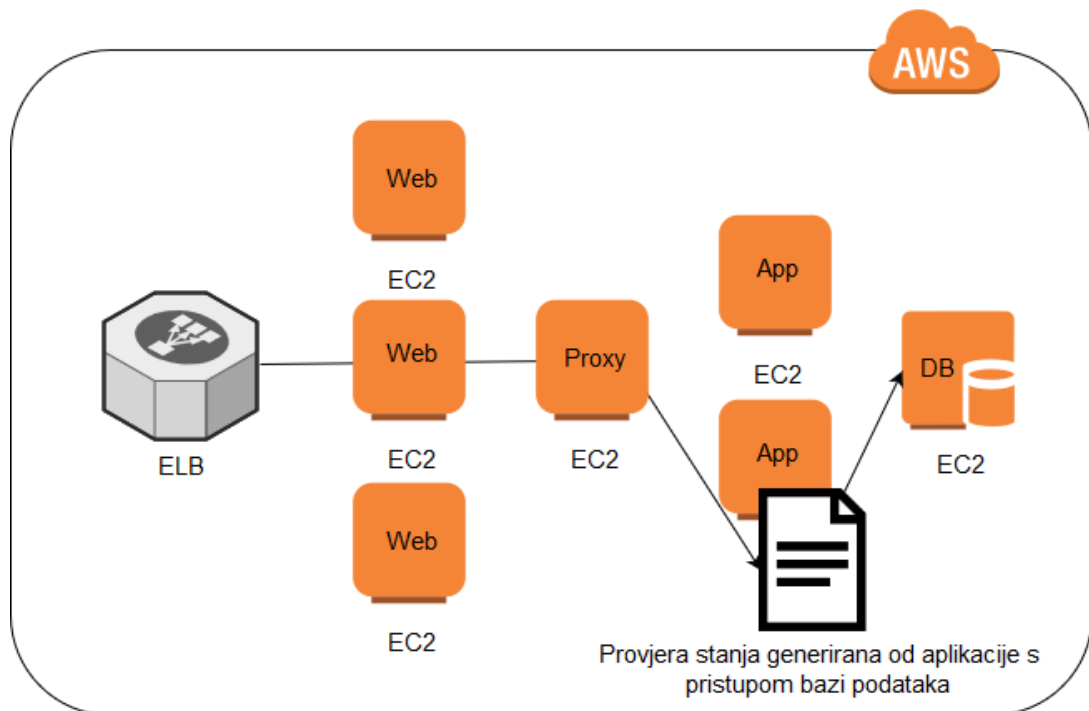 AWS
Web
EC2
Web
EC2
Web
EC2
ELB
Proxy
EC2
App
EC2
App
DB
EC2
Provjera stanja generirana od aplikacije s
pristupom bazi podataka